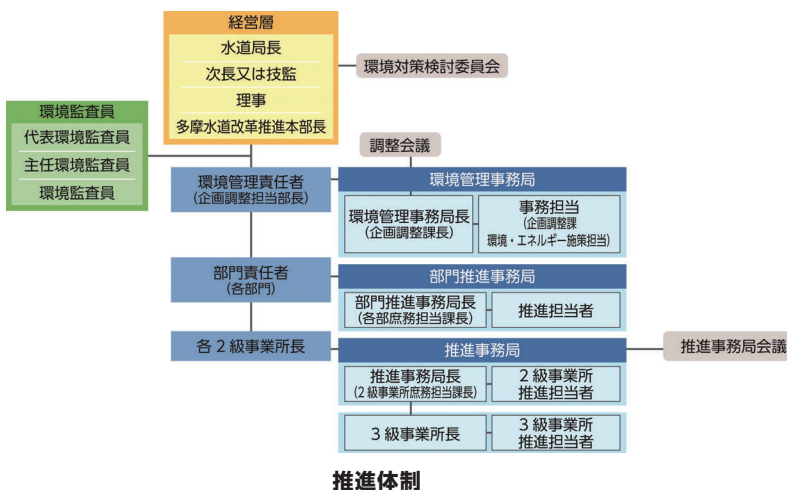 経営層
水道局長
次長又は技監
理事
多摩水道改革推進本部長
環境対策検討委員会
環境監査員
代表環境監査員
主任環境監査員
環境監査員
調整会議
環境管理責任者
(企画調整担当部長)
環境管理事務局
環境管理事務局長
(企画調整課長)
事務担当
(企画調整課
環境・エネルギー施策担当)
部門責任者
(各部門)
部門推進事務局
部門推進事務局長
(各部庶務担当課長)
推進担当者
各2級事業所長
推進事務局
推進事務局会議
推進事務局長
(2級事業所庶務担当課長)
2級事業所
推進担当者
3級事業所長
3級事業所
推進担当者
推進体制